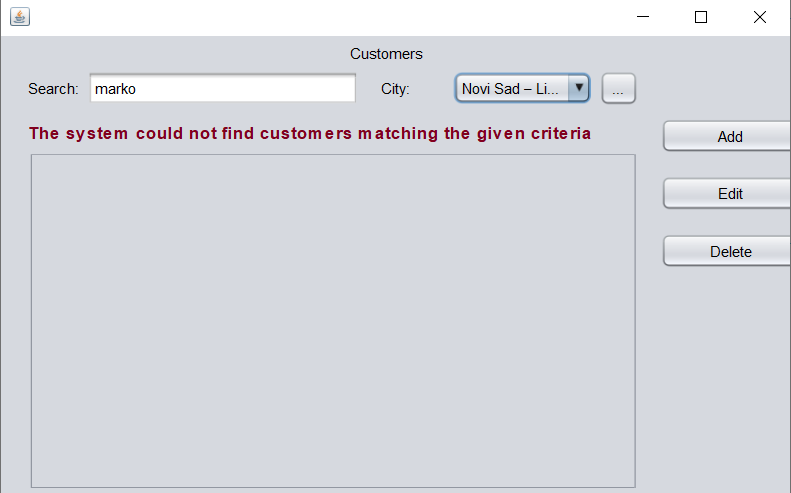 Customers
Search: marko City: Novi Sad – Li... ...
The system could not find customers matching the given criteria
Add
Edit
Delete